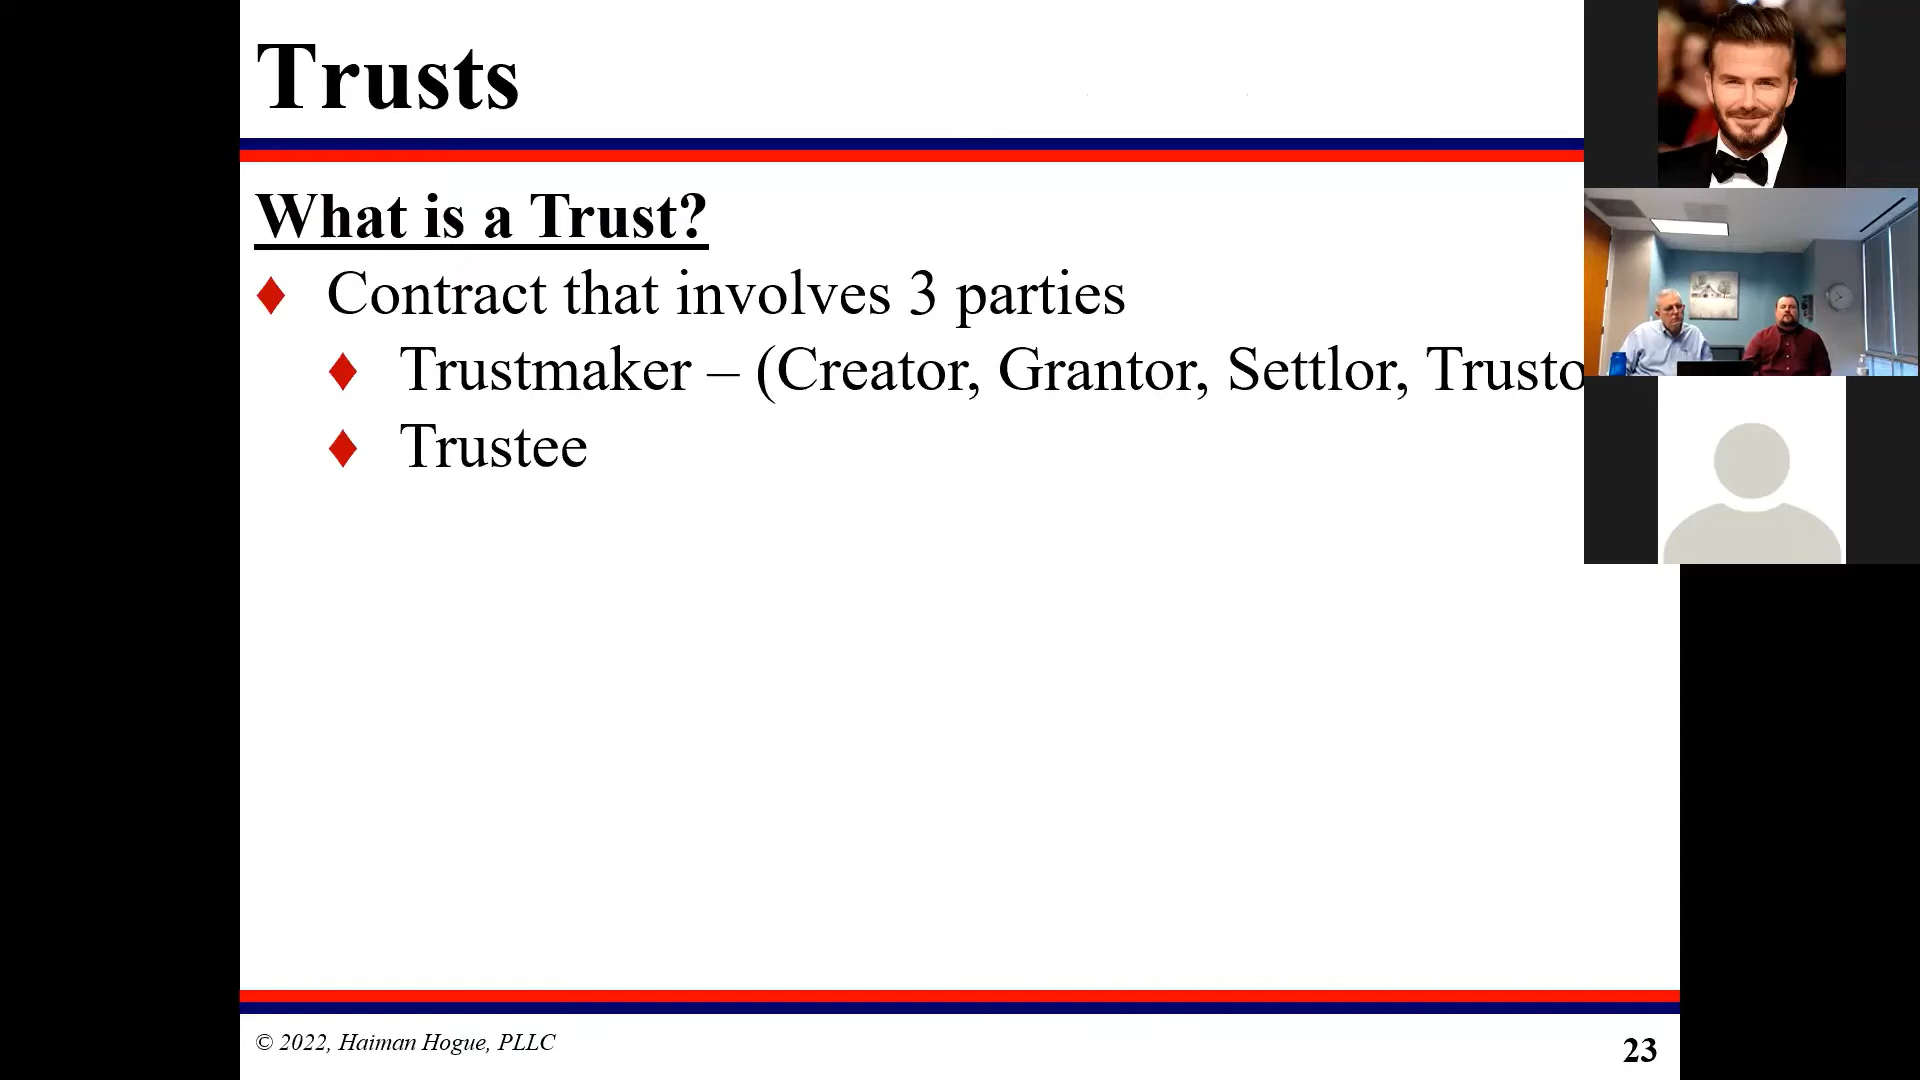 Trusts
What is a Trust?
♦ Contract that involves 3 parties
♦ Trustmaker – (Creator, Grantor, Settlor, Trusto
♦ Trustee
© 2022, Haiman Hogue, PLLC
23